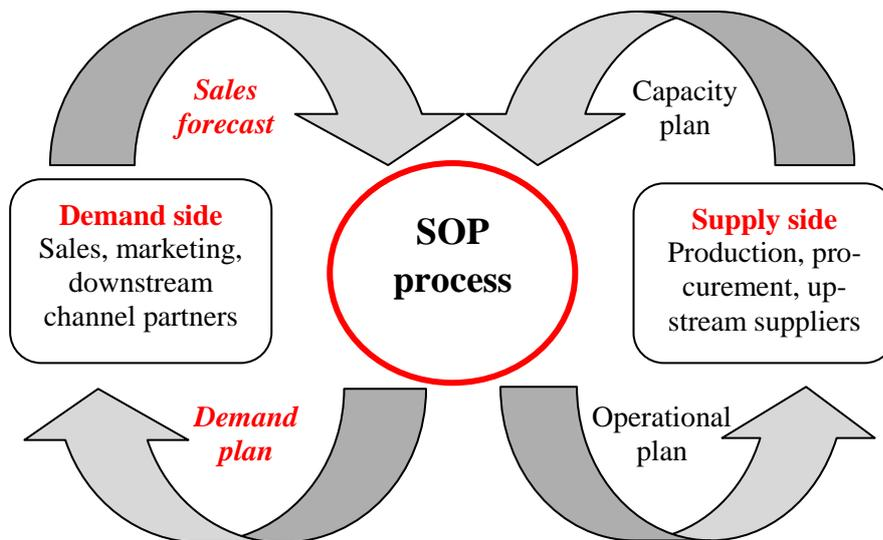 Sales
forecast
Capacity
plan
Demand side
Sales, marketing,
downstream
channel partners
SOP
process
Supply side
Production, pro-
curement, up-
stream suppliers
Demand
plan
Operational
plan